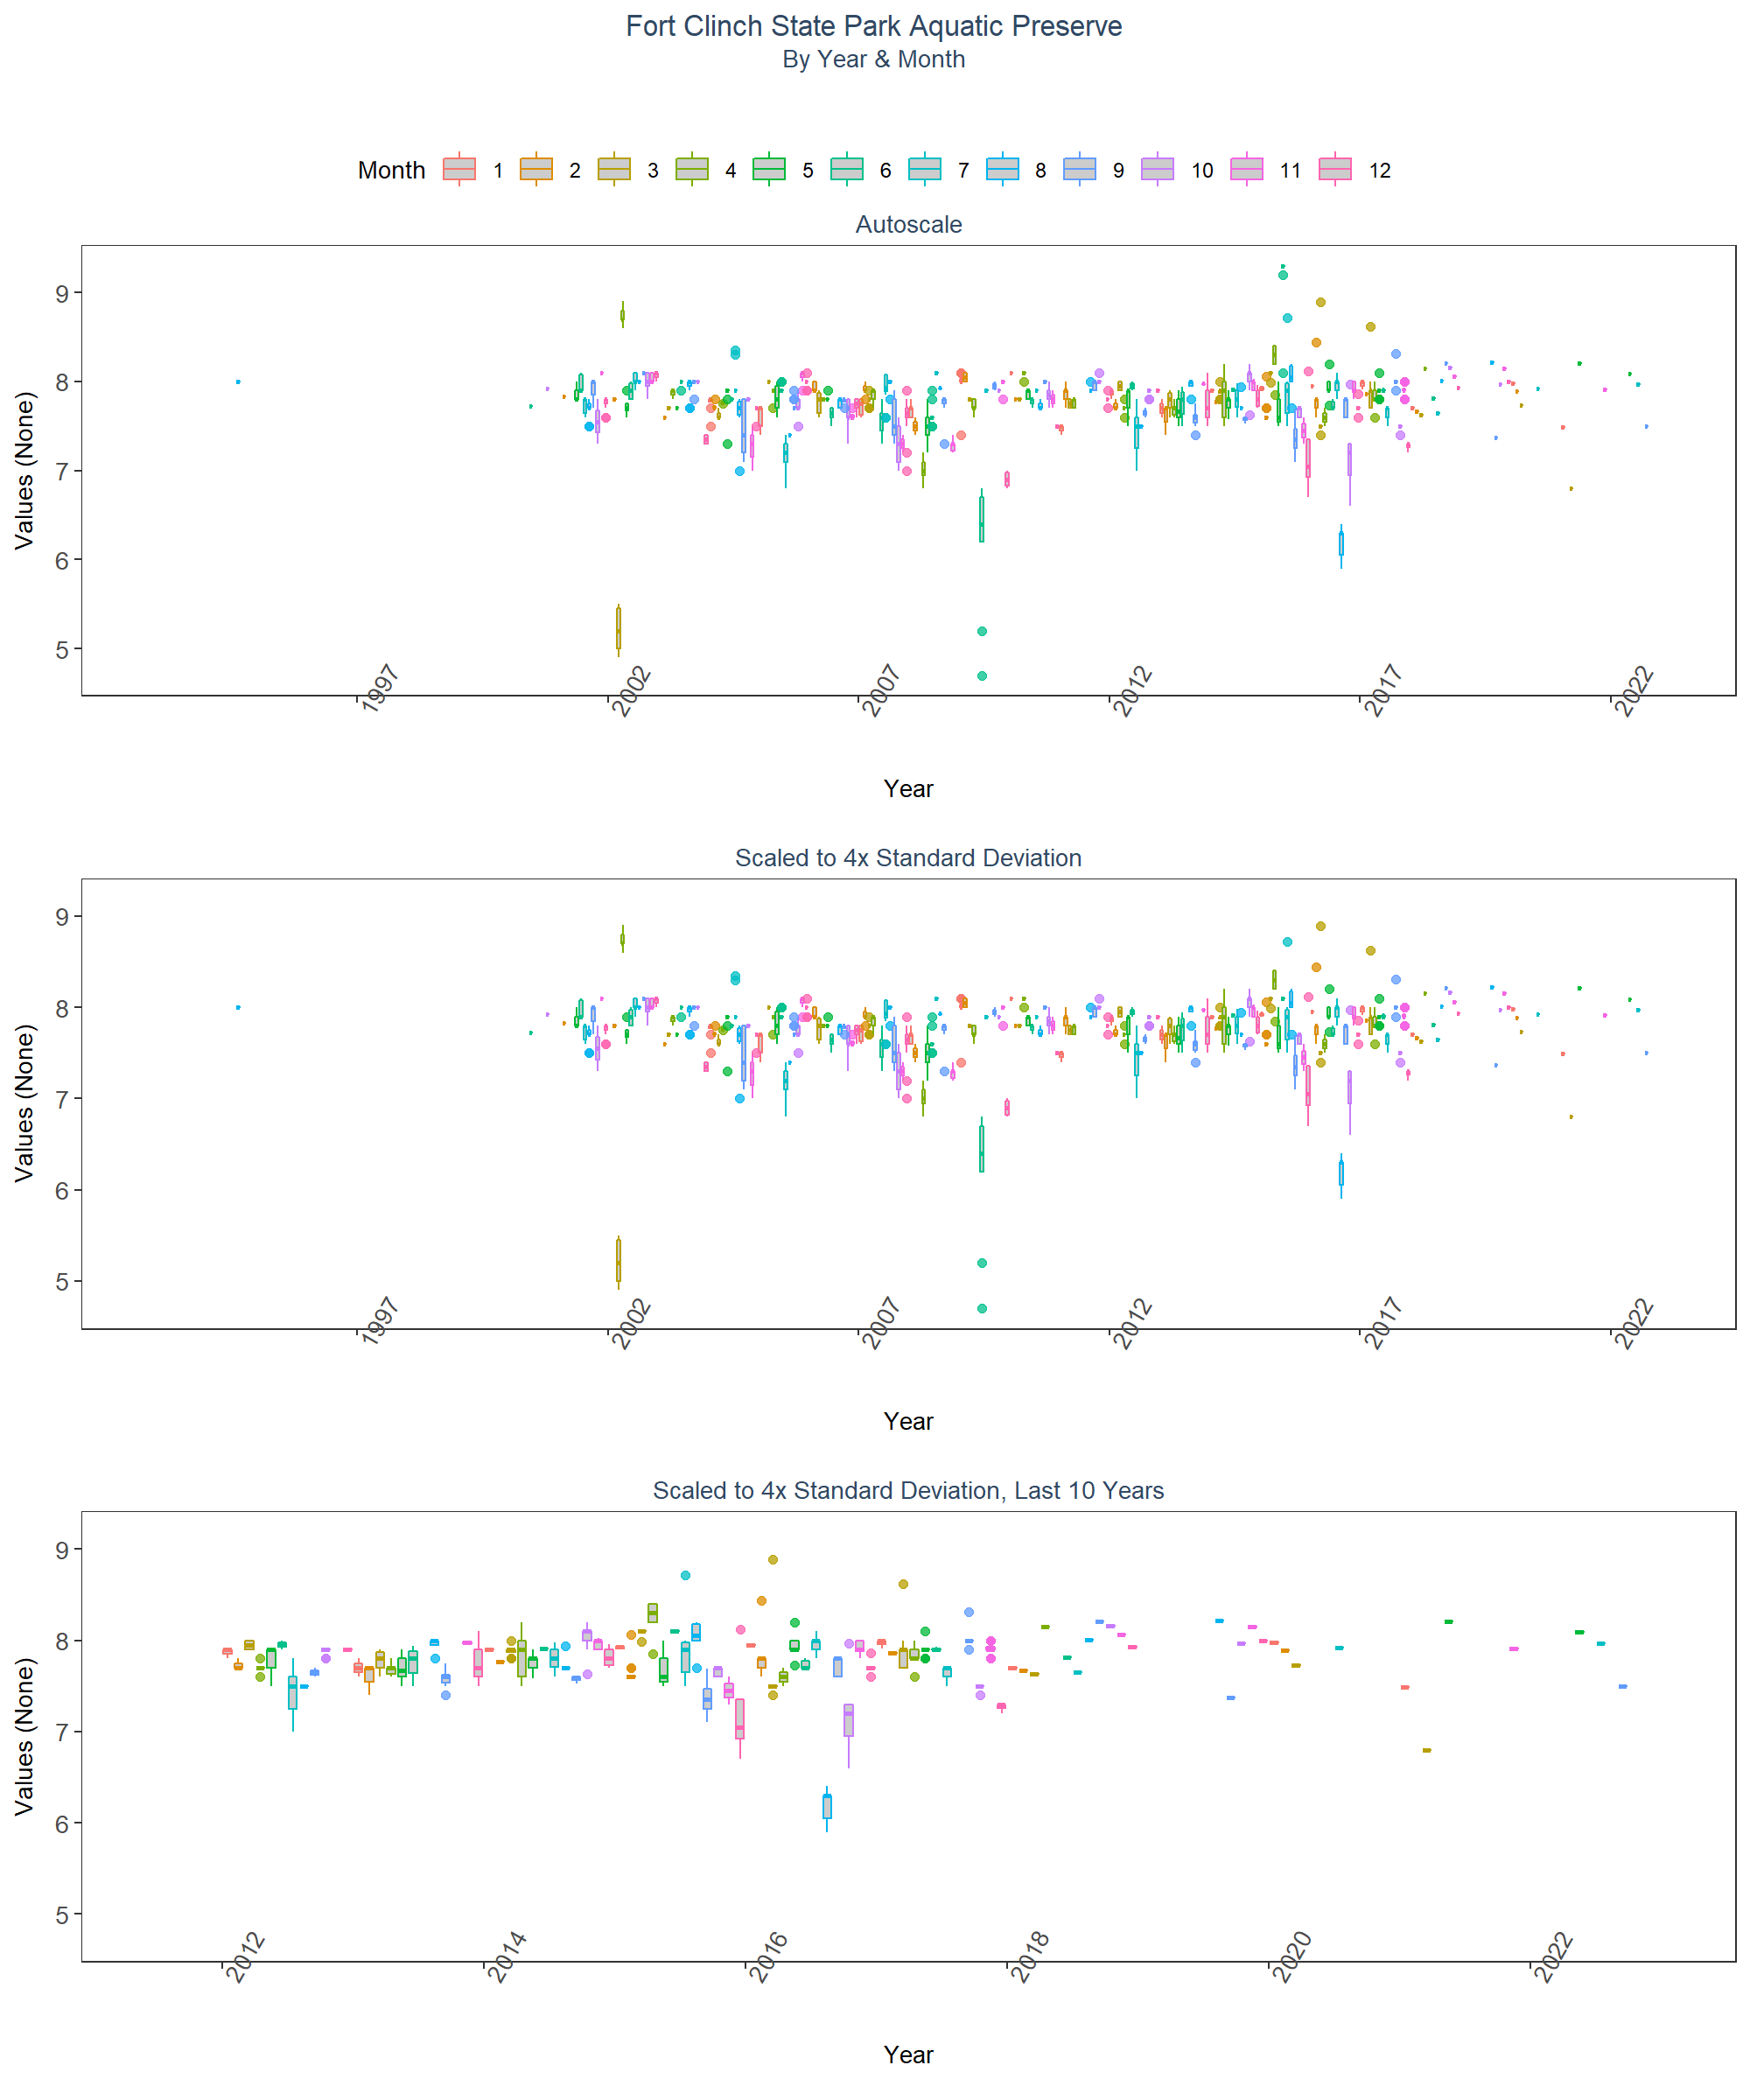 Fort Clinch State Park Aquatic Preserve
By Year & Month
Month 1 2 3 4 5 6 7 8 9 10 11 12
Autoscale
Values (None)
9
8
7
6
5
1997 2002 2007 2012 2017 2022
Year
Scaled to 4x Standard Deviation
Values (None)
9
8
7
6
5
1997 2002 2007 2012 2017 2022
Year
Scaled to 4x Standard Deviation, Last 10 Years
Values (None)
9
8
7
6
5
2012 2014 2016 2018 2020 2022
Year